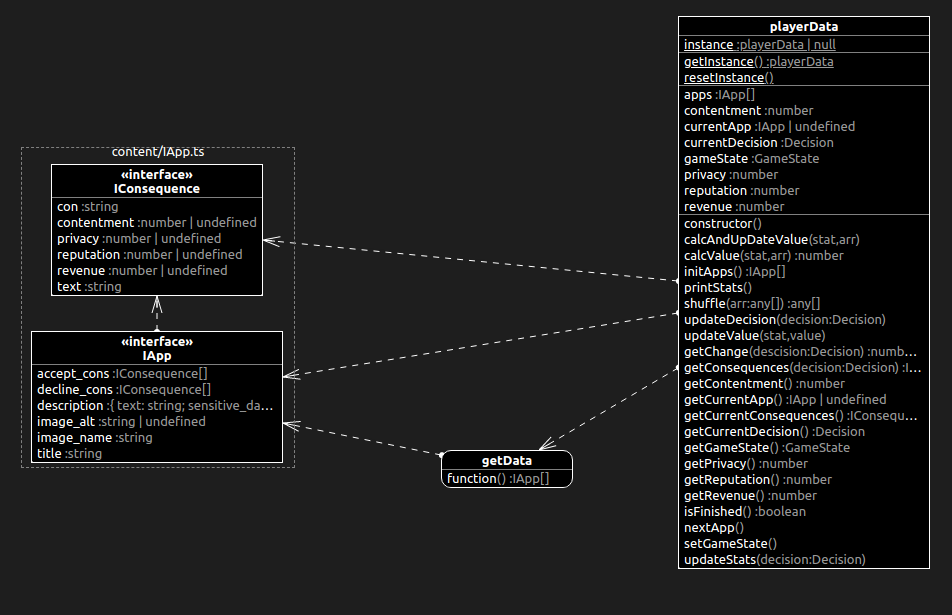 content/IApp.ts
«interface»
IConsequence
con :string
contentment :number | undefined
privacy :number | undefined
reputation :number | undefined
revenue :number | undefined
text :string
«interface»
IApp
accept_cons :IConsequence[]
decline_cons :IConsequence[]
description :{ text: string; sensitive_da...
image_alt :string | undefined
image_name :string
title :string
getData
function() :IApp[]
playerData
instance :playerData | null
getInstance() :playerData
resetInstance()
apps :IApp[]
contentment :number
currentApp :IApp | undefined
currentDecision :Decision
gameState :GameState
privacy :number
reputation :number
revenue :number
constructor()
calcAndUpDateValue(stat,arr)
calcValue(stat,arr) :number
initApps() :IApp[]
printStats()
shuffle(arr:any[]) :any[]
updateDecision(decision:Decision)
updateValue(stat,value)
getChange(descision:Decision) :numb...
getConsequences(decision:Decision) :I...
getContentment() :number
getCurrentApp() :IApp | undefined
getCurrentConsequences() :IConsequ...
getCurrentDecision() :Decision
getGameState() :GameState
getPrivacy() :number
getReputation() :number
getRevenue() :number
isFinished() :boolean
nextApp()
setGameState()
updateStats(decision:Decision)